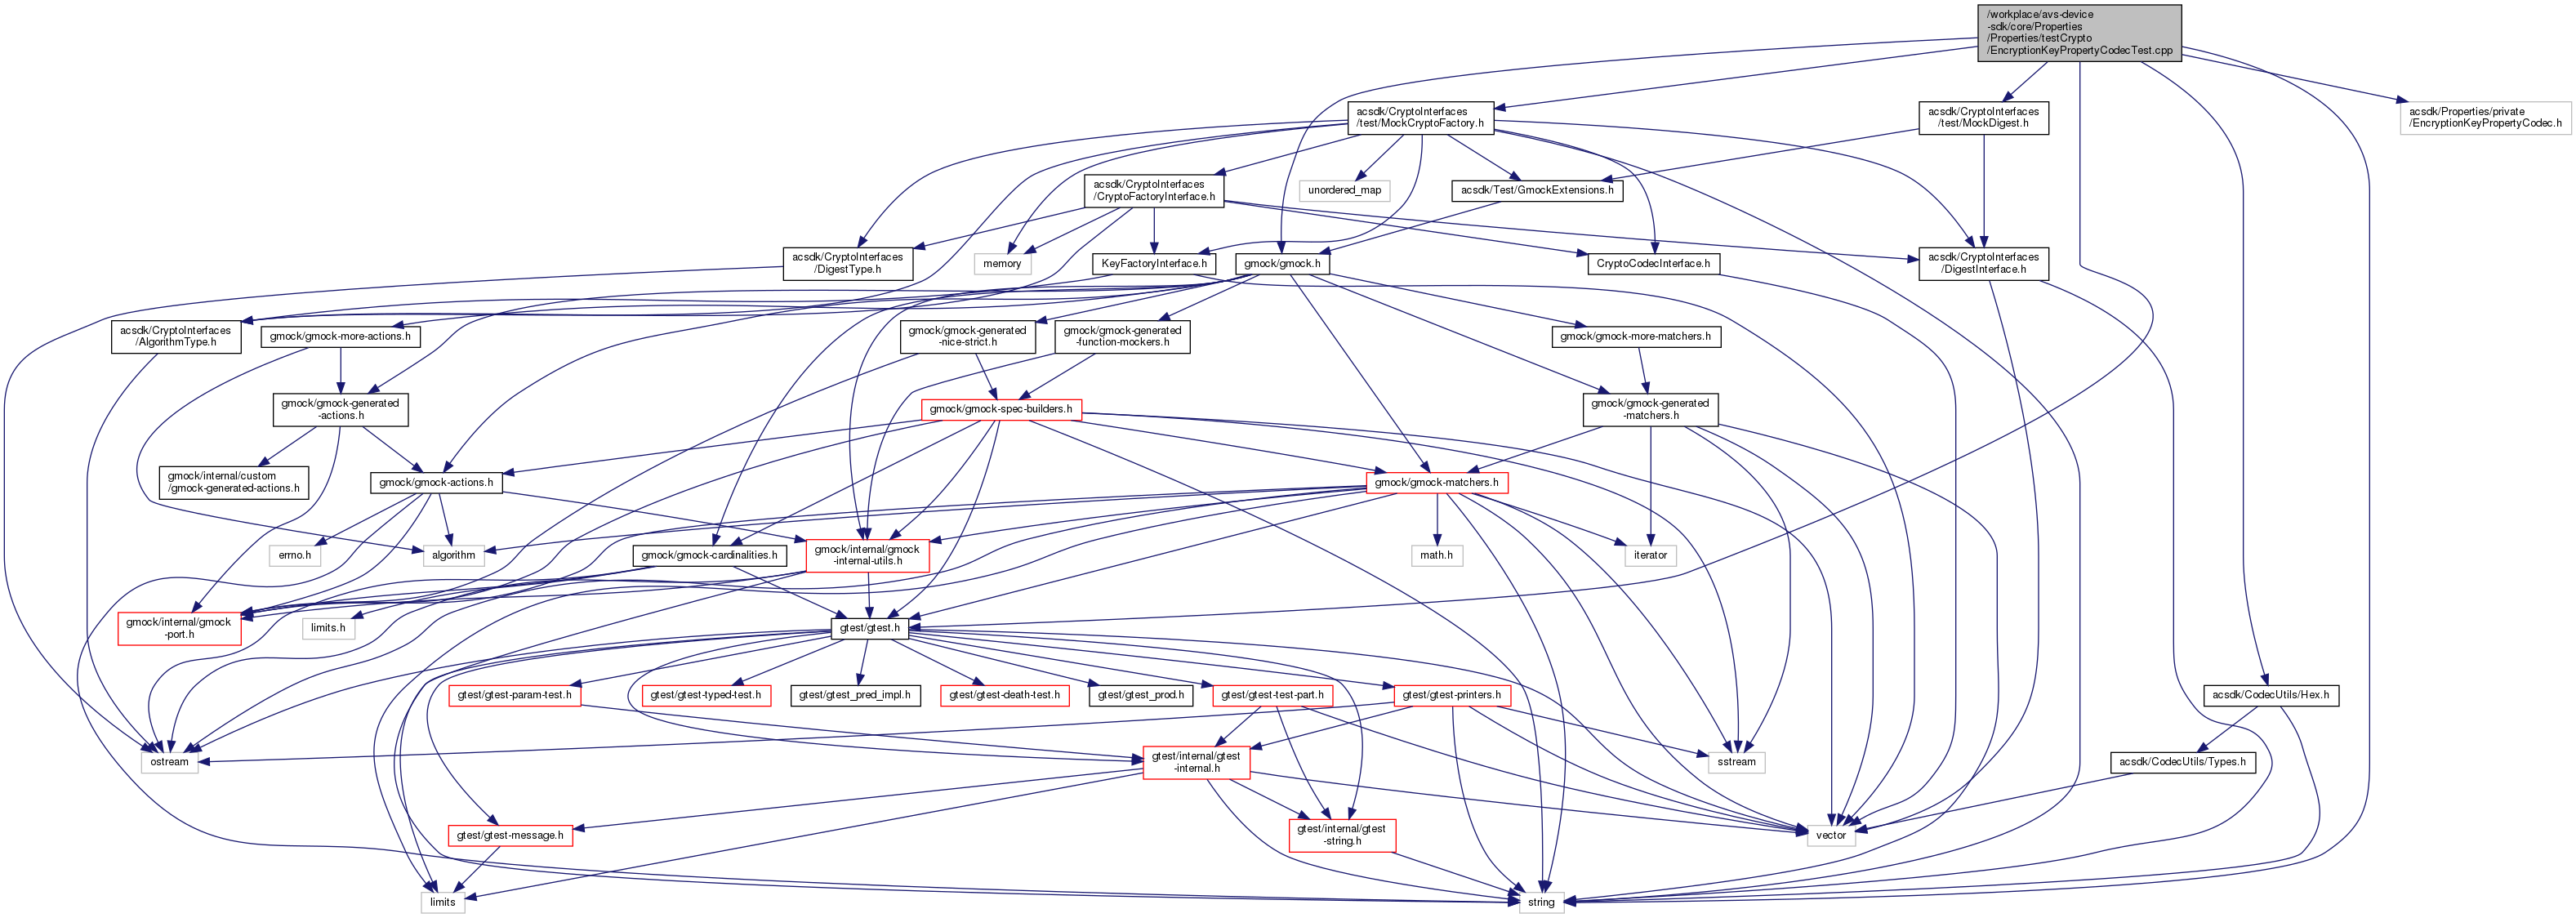 /workplace/avs-device
-sdk/core/Properties
/Properties/testCrypto
/EncryptionKeyPropertyCodecTest.cpp
acsdk/CryptoInterfaces
/test/MockCryptoFactory.h
acsdk/CryptoInterfaces
/test/MockDigest.h
acsdk/Properties/private
/EncryptionKeyPropertyCodec.h
acsdk/CryptoInterfaces
/CryptoFactoryInterface.h
unordered_map
acsdk/Test/GmockExtensions.h
acsdk/CryptoInterfaces
/DigestType.h
memory
KeyFactoryInterface.h
gmock/gmock.h
CryptoCodecInterface.h
acsdk/CryptoInterfaces
/DigestInterface.h
acsdk/CryptoInterfaces
/AlgorithmType.h
gmock/gmock-more-actions.h
gmock/gmock-generated
-nice-strict.h
gmock/gmock-generated
-function-mockers.h
gmock/gmock-more-matchers.h
gmock/gmock-generated
-actions.h
gmock/gmock-spec-builders.h
gmock/gmock-generated
-matchers.h
gmock/internal/custom
/gmock-generated-actions.h
gmock/gmock-actions.h
gmock/gmock-matchers.h
errno.h
algorithm
gmock/gmock-cardinalities.h
gmock/internal/gmock
-internal-utils.h
math.h
iterator
gmock/internal/gmock
-port.h
limits.h
gtest/gtest.h
gtest/gtest-param-test.h
gtest/gtest-typed-test.h
gtest/gtest_pred_impl.h
gtest/gtest-death-test.h
gtest/gtest_prod.h
gtest/gtest-test-part.h
gtest/gtest-printers.h
acsdk/CodecUtils/Hex.h
ostream
gtest/internal/gtest
-internal.h
sstream
acsdk/CodecUtils/Types.h
gtest/gtest-message.h
gtest/internal/gtest
-string.h
vector
limits
string